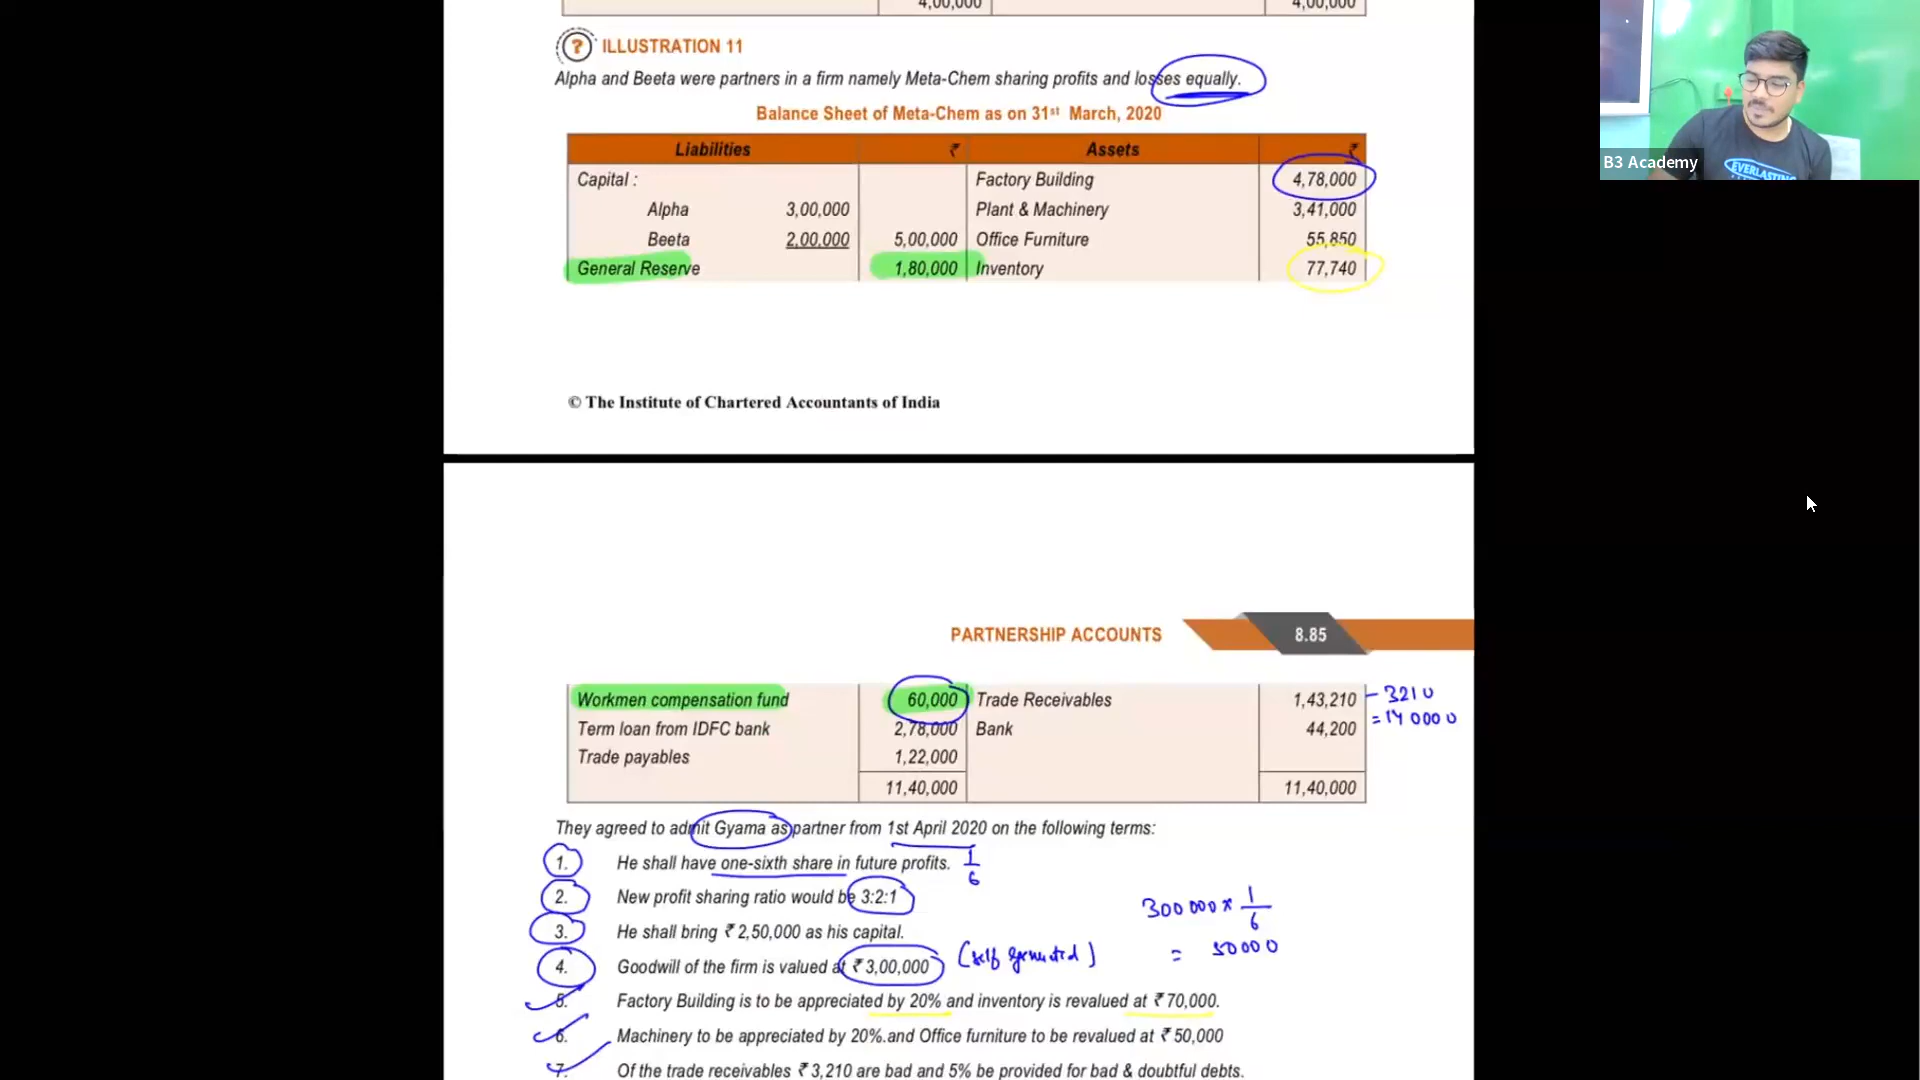 4,00,000 4,00,000
? ILLUSTRATION 11
Alpha and Beeta were partners in a firm namely Meta-Chem sharing profits and losses equally.
Balance Sheet of Meta-Chem as on 31st March, 2020
Liabilities ₹ Assets ₹
Capital : Factory Building 4,78,000
Alpha 3,00,000 Plant & Machinery 3,41,000
Beeta 2,00,000 5,00,000 Office Furniture 55,850
General Reserve 1,80,000 Inventory 77,740
© The Institute of Chartered Accountants of India
PARTNERSHIP ACCOUNTS 8.85
Workmen compensation fund 60,000 Trade Receivables 1,43,210 - 3210
Term loan from IDFC bank 2,78,000 Bank 44,200 = 140000
Trade payables 1,22,000
11,40,000 11,40,000
They agreed to admit Gyama as partner from 1st April 2020 on the following terms:
1. He shall have one-sixth share in future profits. 1/6
2. New profit sharing ratio would be 3:2:1
300000 × 1/6
3. He shall bring ₹ 2,50,000 as his capital.
4. Goodwill of the firm is valued at ₹ 3,00,000 (self generated) = 50000
5. Factory Building is to be appreciated by 20% and inventory is revalued at ₹ 70,000.
6. Machinery to be appreciated by 20%.and Office furniture to be revalued at ₹ 50,000
7. Of the trade receivables ₹ 3,210 are bad and 5% be provided for bad & doubtful debts.
B3 Academy
EVERLASTING